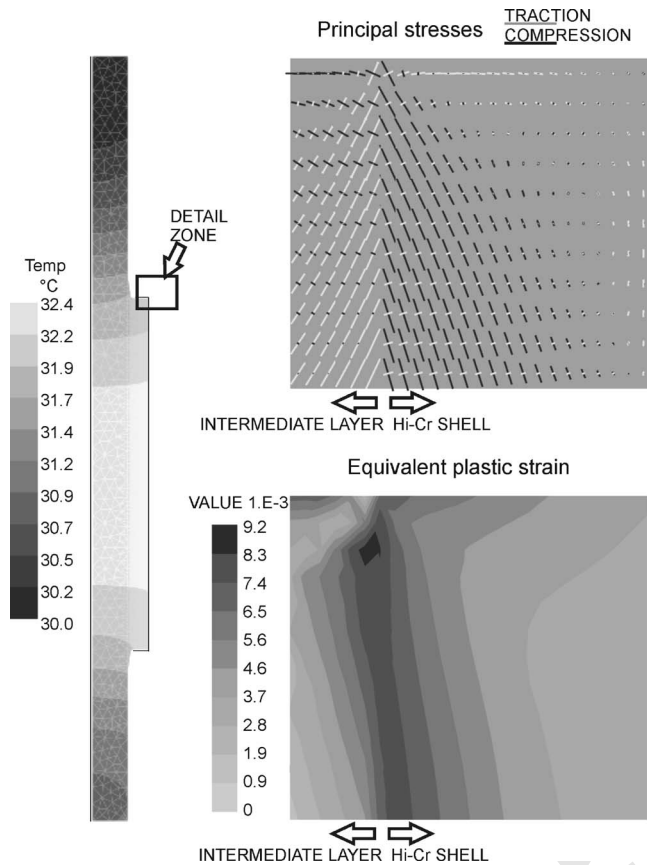 Principal stresses
TRACTION
COMPRESSION
DETAIL
ZONE
Temp
°C
32.4
32.2
31.9
31.7
31.4
31.2
30.9
30.7
30.5
30.2
30.0
INTERMEDIATE LAYER Hi-Cr SHELL
Equivalent plastic strain
VALUE 1.E-3
9.2
8.3
7.4
6.5
5.6
4.6
3.7
2.8
1.9
0.9
0
INTERMEDIATE LAYER Hi-Cr SHELL